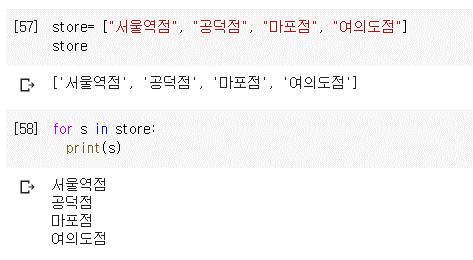 [57] store= ["서울역점", "공덕점", "마포점", "여의도점"]
store
['서울역점', '공덕점', '마포점', '여의도점']
[58] for s in store:
print(s)
서울역점
공덕점
마포점
여의도점